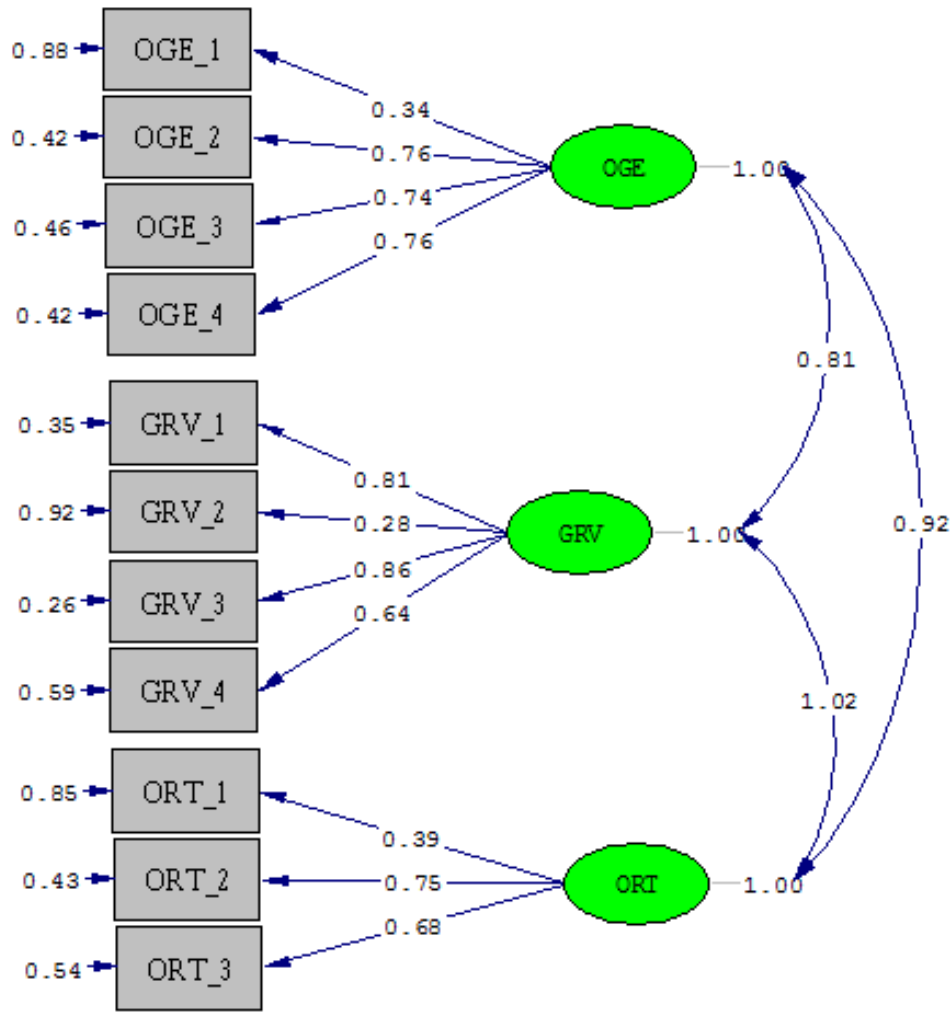 0.88 OGE_1
0.34
0.42 OGE_2
0.76
OGE 1.00
0.46 OGE_3
0.74
0.76
0.42 OGE_4
0.81
0.35 GRV_1
0.81
0.92 GRV_2
0.28
GRV 1.00
0.92
0.26 GRV_3
0.86
0.64
0.59 GRV_4
1.02
0.85 ORT_1
0.39
0.43 ORT_2
0.75
ORT 1.00
0.68
0.54 ORT_3